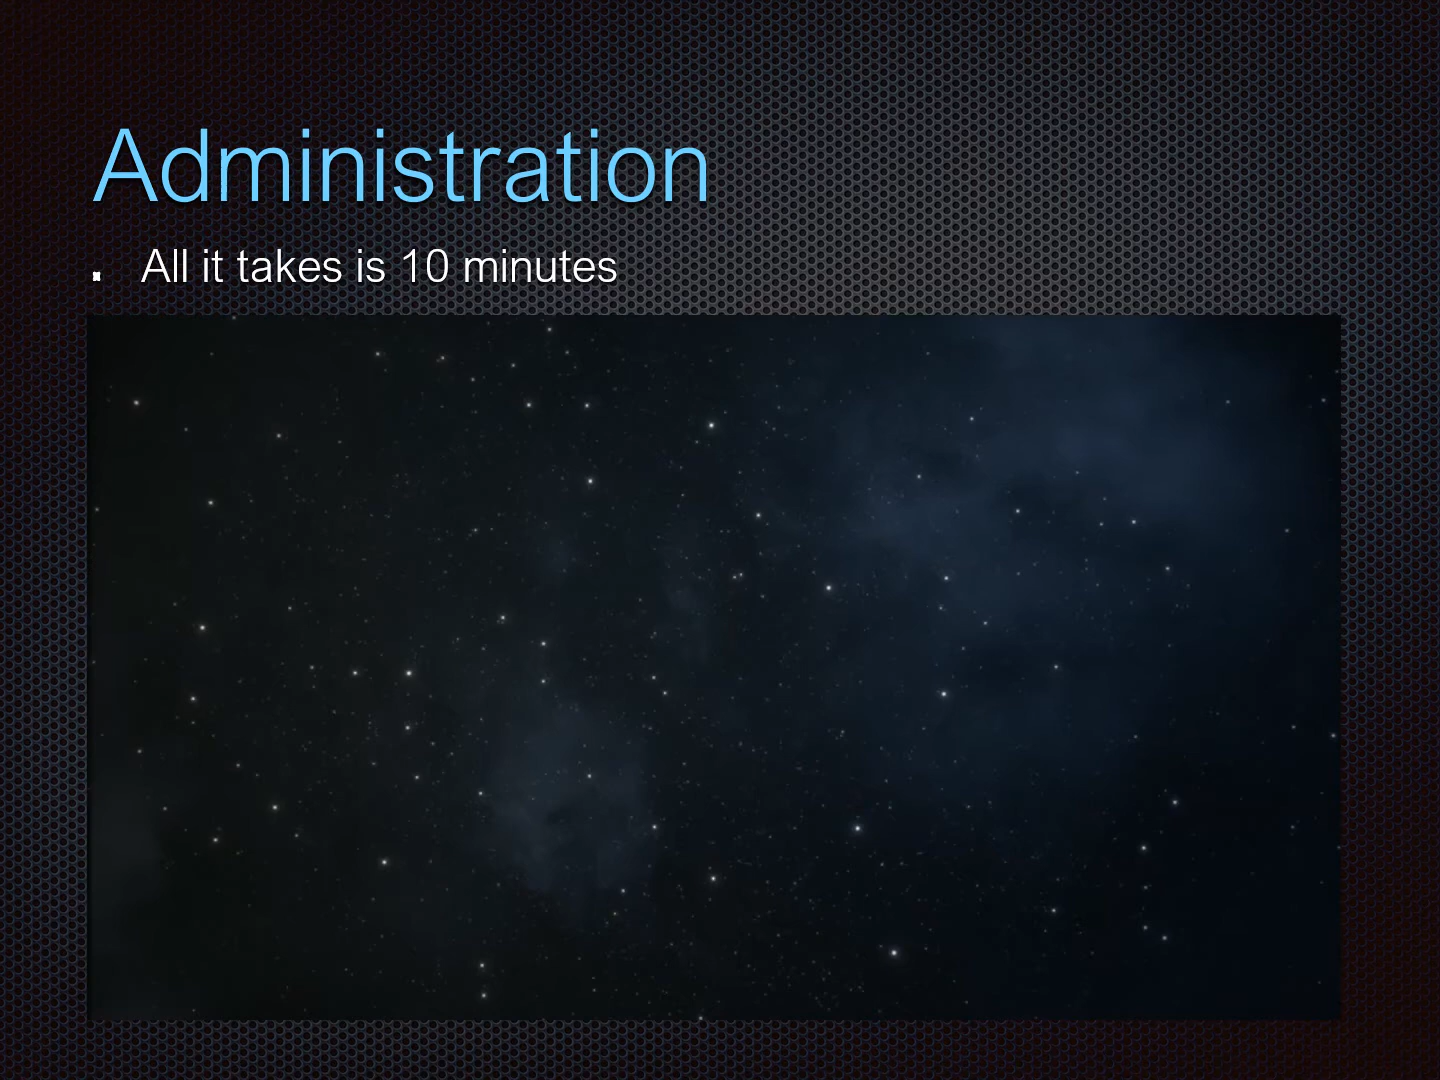 Administration
▪ All it takes is 10 minutes